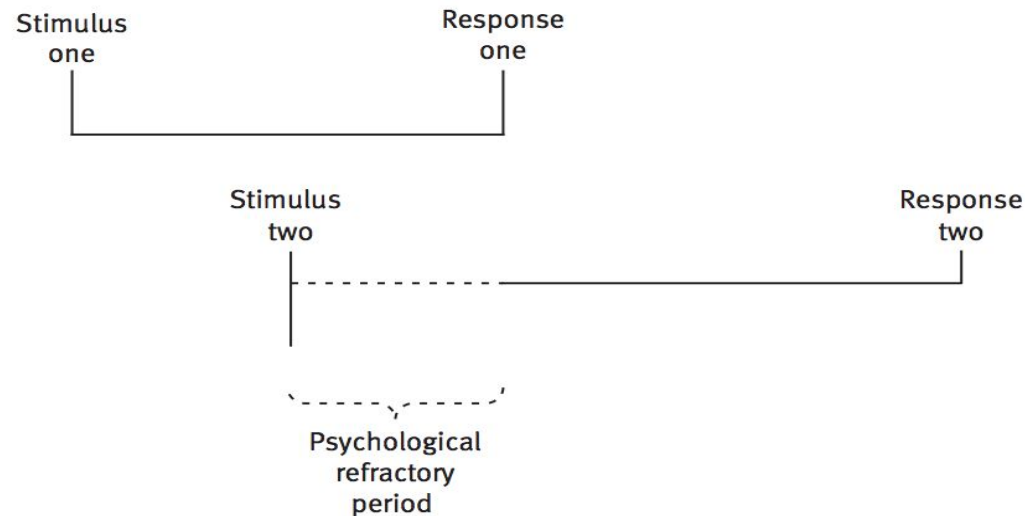 Stimulus
one
Response
one
Stimulus
two
Response
two
Psychological
refractory
period